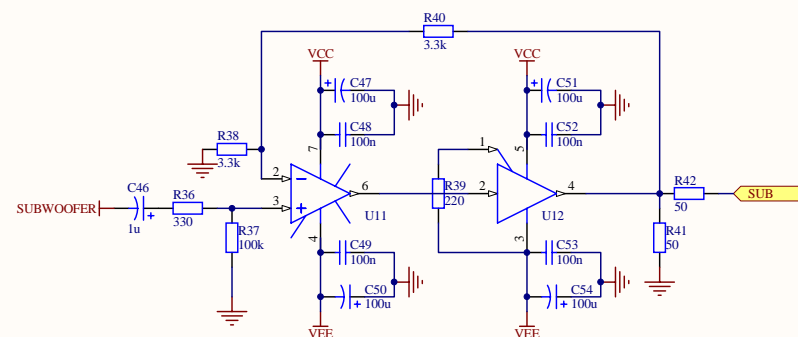 R40
3.3k
VCC
VCC
C47
100u
C51
100u
C48
100n
C52
100n
R38
3.3k
7
1
5
2
6
R39
220
2
4
R42
50
SUB
C46
1u
R36
330
SUBWOOFER
3
U11
U12
R37
100k
4
3
R41
50
C49
100n
C53
100n
C50
100u
C54
100u
VEE
VEE